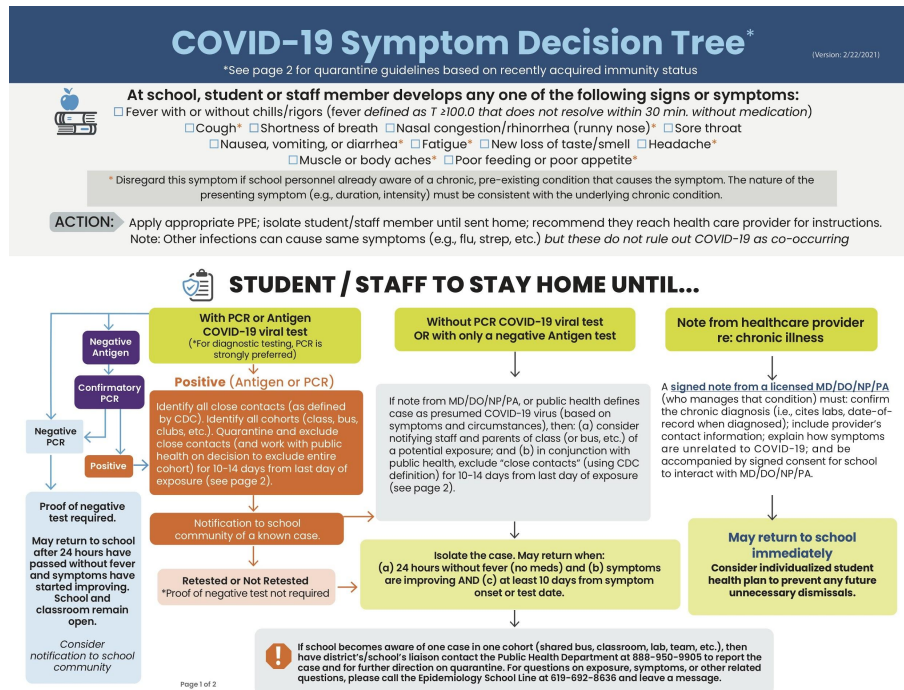 COVID-19 Symptom Decision Tree*
(Version: 2/22/2021)
*See page 2 for quarantine guidelines based on recently acquired immunity status
At school, student or staff member develops any one of the following signs or symptoms:
☐ Fever with or without chills/rigors (fever defined as T ≥100.0 that does not resolve within 30 min. without medication)
☐ Cough* ☐ Shortness of breath ☐ Nasal congestion/rhinorrhea (runny nose)* ☐ Sore throat
☐ Nausea, vomiting, or diarrhea* ☐ Fatigue* ☐ New loss of taste/smell ☐ Headache*
☐ Muscle or body aches* ☐ Poor feeding or poor appetite*
* Disregard this symptom if school personnel already aware of a chronic, pre-existing condition that causes the symptom. The nature of the
presenting symptom (e.g., duration, intensity) must be consistent with the underlying chronic condition.
ACTION: Apply appropriate PPE; isolate student/staff member until sent home; recommend they reach health care provider for instructions.
Note: Other infections can cause same symptoms (e.g., flu, strep, etc.) but these do not rule out COVID-19 as co-occurring
STUDENT / STAFF TO STAY HOME UNTIL...
Negative
Antigen
Confirmatory
PCR
Negative
PCR
Positive
Proof of negative
test required.
May return to school
after 24 hours have
passed without fever
and symptoms have
started improving.
School and
classroom remain
open.
Consider
notification to school
community
With PCR or Antigen
COVID-19 viral test
(*For diagnostic testing, PCR is
strongly preferred)
Positive (Antigen or PCR)
Identify all close contacts (as defined
by CDC). Identify all cohorts (class, bus,
clubs, etc.). Quarantine and exclude
close contacts (and work with public
health on decision to exclude entire
cohort) for 10-14 days from last day of
exposure (see page 2).
Notification to school
community of a known case.
Retested or Not Retested
*Proof of negative test not required
Without PCR COVID-19 viral test
OR with only a negative Antigen test
If note from MD/DO/NP/PA, or public health defines
case as presumed COVID-19 virus (based on
symptoms and circumstances), then: (a) consider
notifying staff and parents of class (or bus, etc.) of
a potential exposure; and (b) in conjunction with
public health, exclude "close contacts" (using CDC
definition) for 10-14 days from last day of exposure
(see page 2).
Isolate the case. May return when:
(a) 24 hours without fever (no meds) and (b) symptoms
are improving AND (c) at least 10 days from symptom
onset or test date.
Note from healthcare provider
re: chronic illness
A signed note from a licensed MD/DO/NP/PA
(who manages that condition) must: confirm
the chronic diagnosis (i.e., cites labs, date-of-
record when diagnosed); include provider's
contact information; explain how symptoms
are unrelated to COVID-19; and be
accompanied by signed consent for school
to interact with MD/DO/NP/PA.
May return to school
immediately
Consider individualized student
health plan to prevent any future
unnecessary dismissals.
If school becomes aware of one case in one cohort (shared bus, classroom, lab, team, etc.), then
have district's/school's liaison contact the Public Health Department at 888-950-9905 to report the
case and for further direction on quarantine. For questions on exposure, symptoms, or other related
questions, please call the Epidemiology School Line at 619-692-8636 and leave a message.
Page 1 of 2